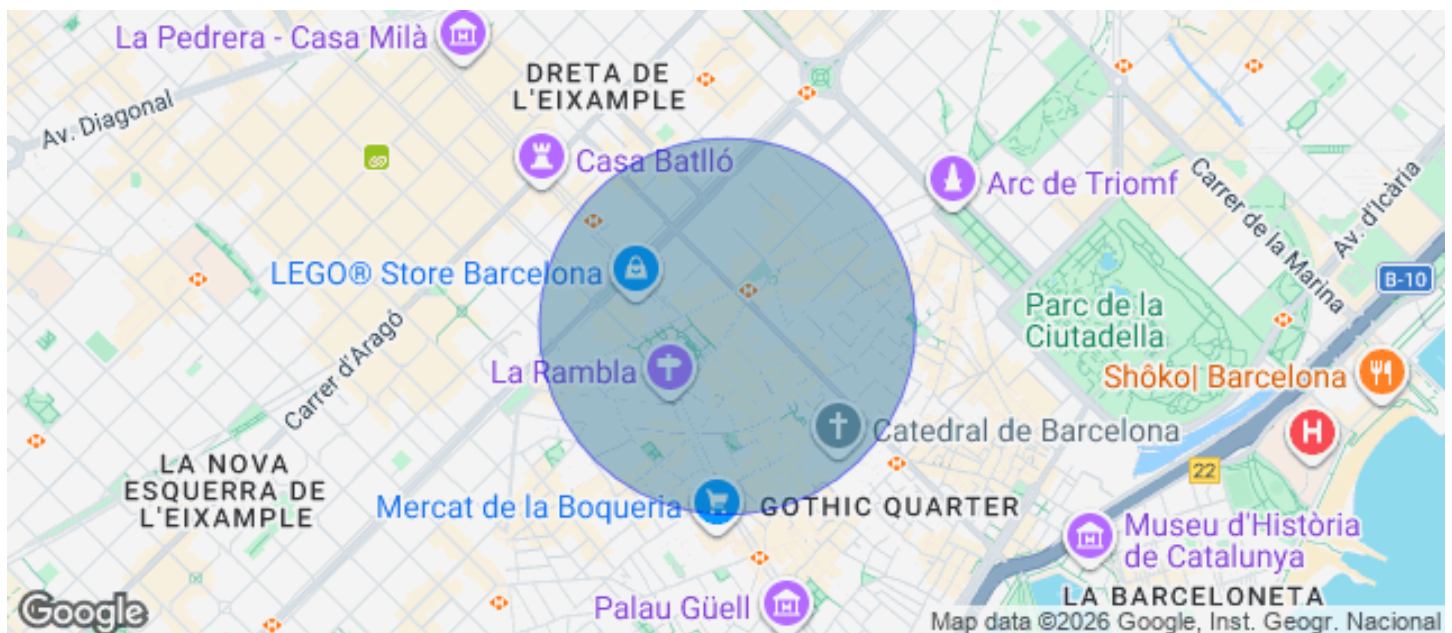 La Pedrera - Casa Milà
DRETA DE
L'EIXAMPLE
Av. Diagonal
Casa Batlló
Arc de Triomf
Carrer de la Marina
Av. d'Icària
LEGO® Store Barcelona
B-10
Parc de la
Ciutadella
Carrer d'Aragó
La Rambla
Shôko| Barcelona
H
Catedral de Barcelona
LA NOVA
ESQUERRA DE
L'EIXAMPLE
22
Mercat de la Boqueria
GOTHIC QUARTER
Museu d'Història
de Catalunya
Palau Güell
LA BARCELONETA
Google
Map data ©2026 Google, Inst. Geogr. Nacional